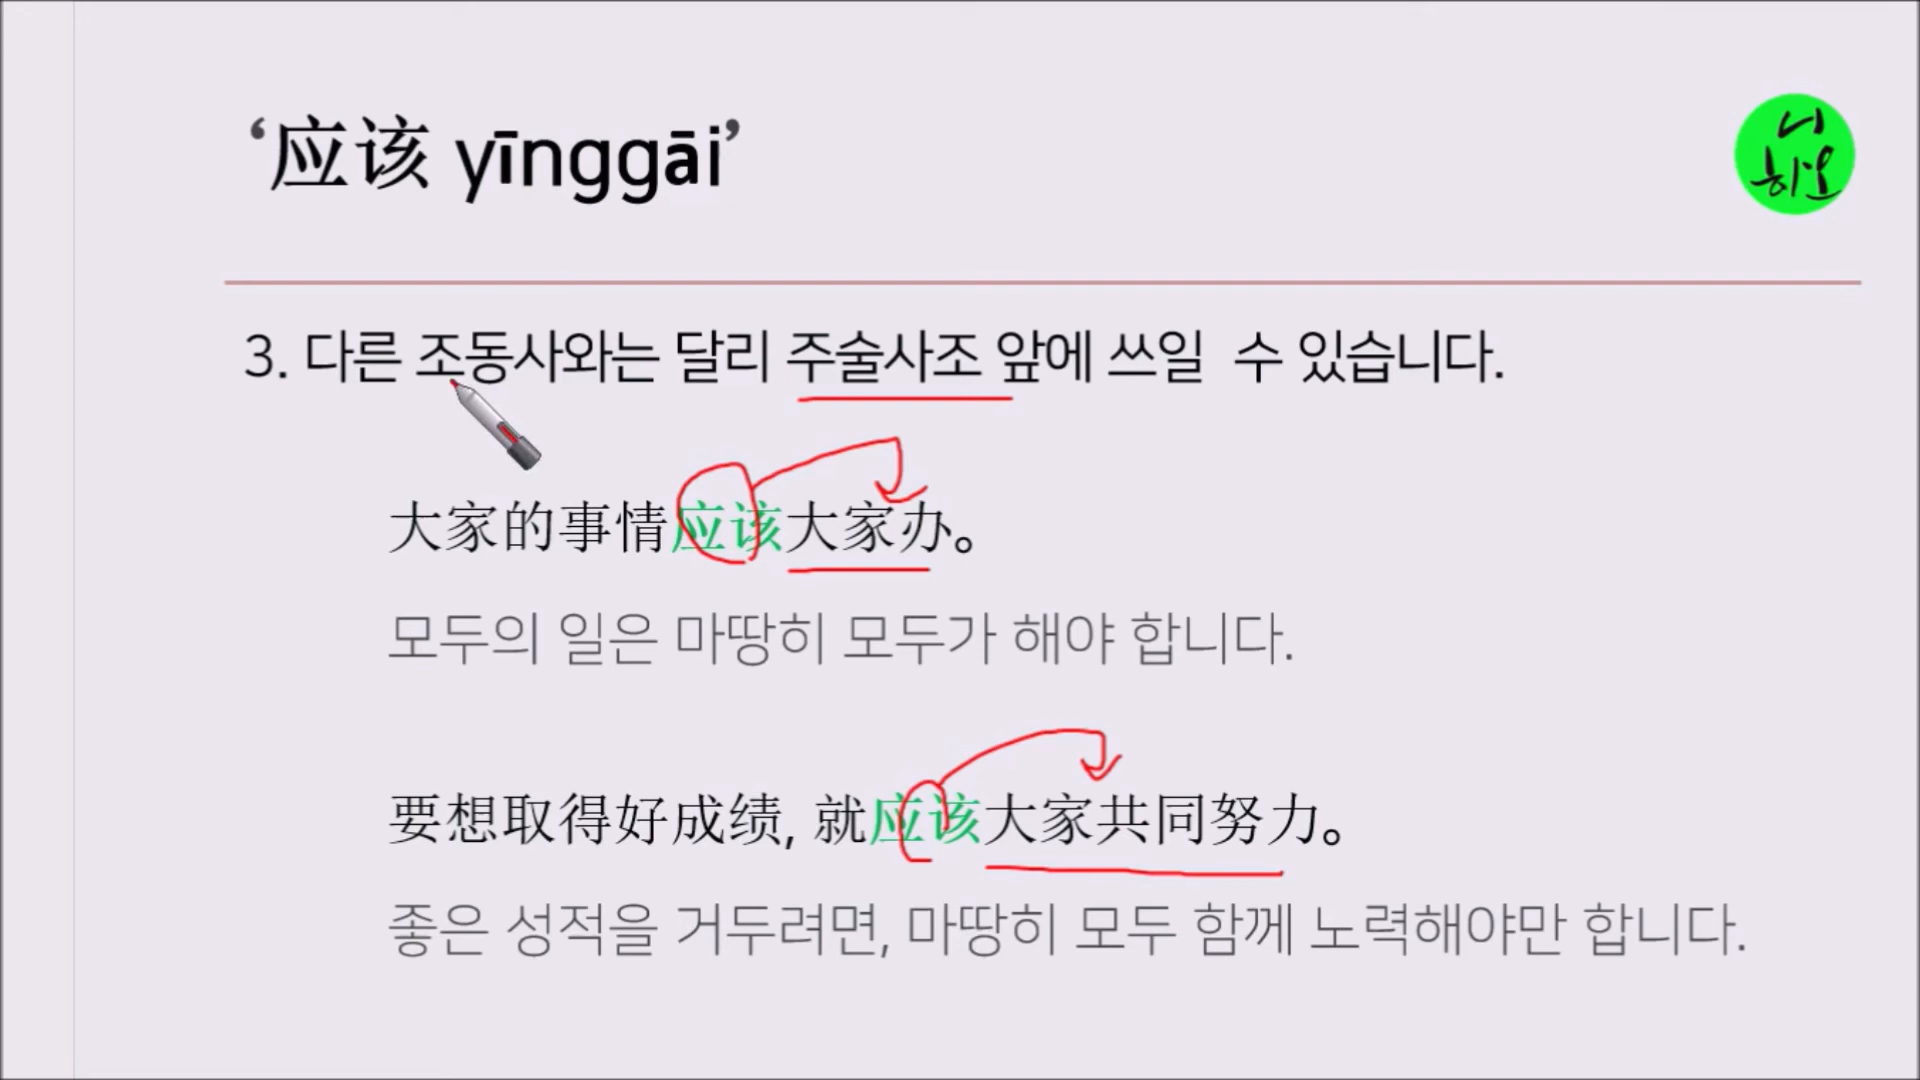 ‘应该 yīnggāi’
니
하오
3. 다른 조동사와는 달리 주술사조 앞에 쓰일 수 있습니다.
大家的事情应该大家办。
모두의 일은 마땅히 모두가 해야 합니다.
要想取得好成绩, 就应该大家共同努力。
좋은 성적을 거두려면, 마땅히 모두 함께 노력해야만 합니다.